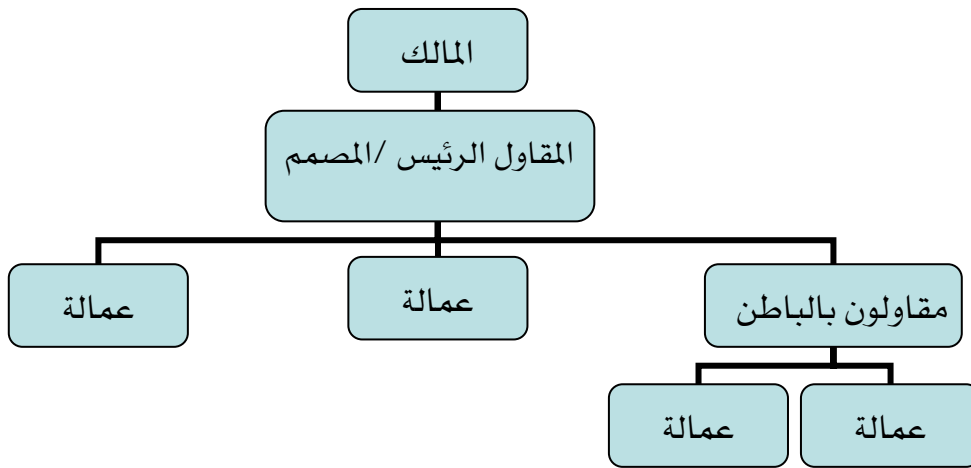 المالك
المقاول الرئيس /المصمم
مقاولون بالباطن
عمالة
عمالة
عمالة
عمالة